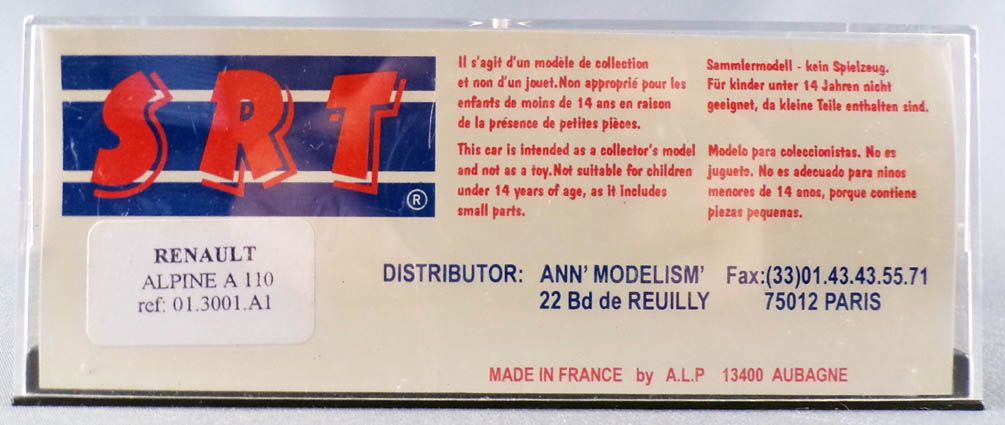 SRT
®
Il s'agit d'un modèle de collection
et non d'un jouet.Non approprié pour les
enfants de moins de 14 ans en raison
de la présence de petites pièces.
This car is intended as a collector's model
and not as a toy.Not suitable for children
under 14 years of age, as it includes
small parts.
Sammlermodell - kein Spielzeug.
Für kinder unter 14 Jahren nicht
geeignet, da kleine Teile enthalten sind.
Modelo para coleccionistas. No es
jugueto. No es adecuado para ninos
menores de 14 anos, porque contiene
piezas pequenas.
RENAULT
ALPINE A 110
ref: 01.3001.A1
DISTRIBUTOR: ANN' MODELISM' Fax:(33)01.43.43.55.71
22 Bd de REUILLY 75012 PARIS
MADE IN FRANCE by A.L.P 13400 AUBAGNE